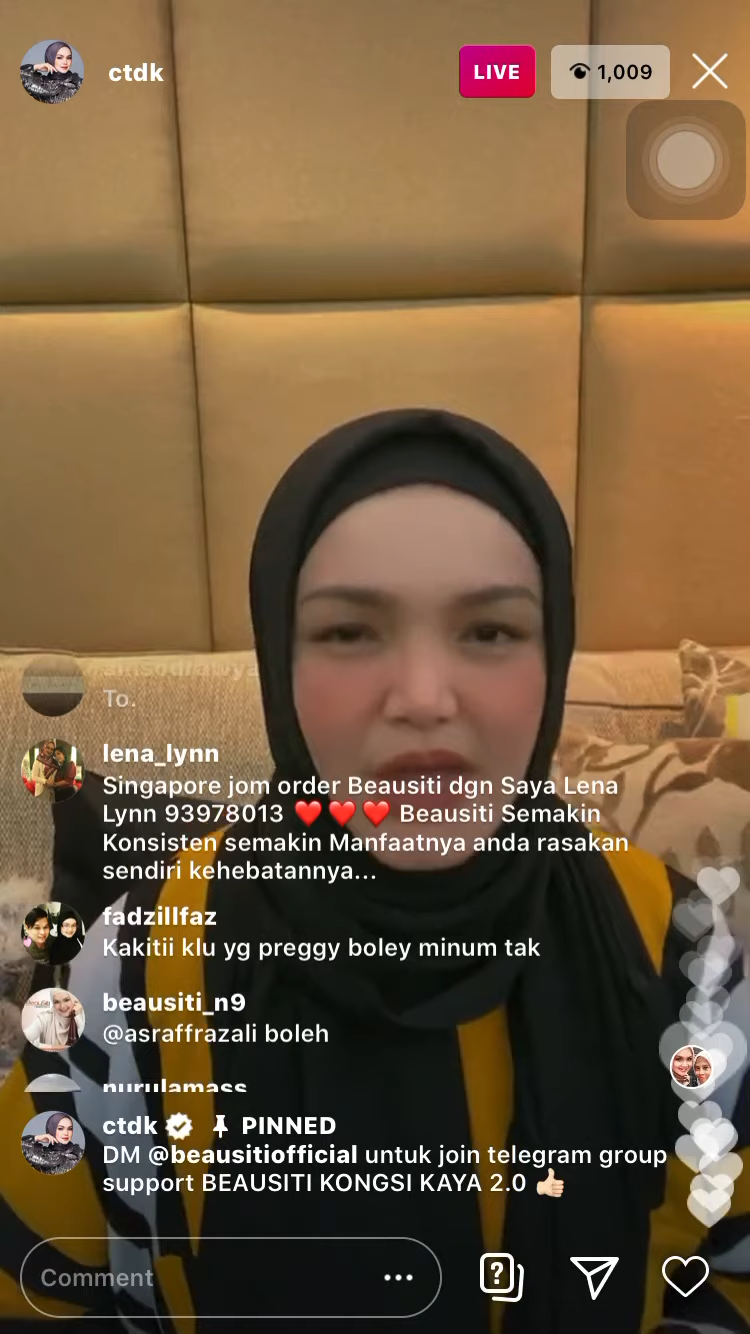 ctdk
LIVE
1,009
To.
lena_lynn
Singapore jom order Beausiti dgn Saya Lena
Lynn 93978013 ❤️❤️❤️ Beausiti Semakin
Konsisten semakin Manfaatnya anda rasakan
sendiri kehebatannya...
fadzillfaz
Kakitii klu yg preggy boley minum tak
beausiti_n9
@asraffrazali boleh
nurulamass
ctdk PINNED
DM @beausitiofficial untuk join telegram group
support BEAUSITI KONGSI KAYA 2.0 👍🏻
Comment